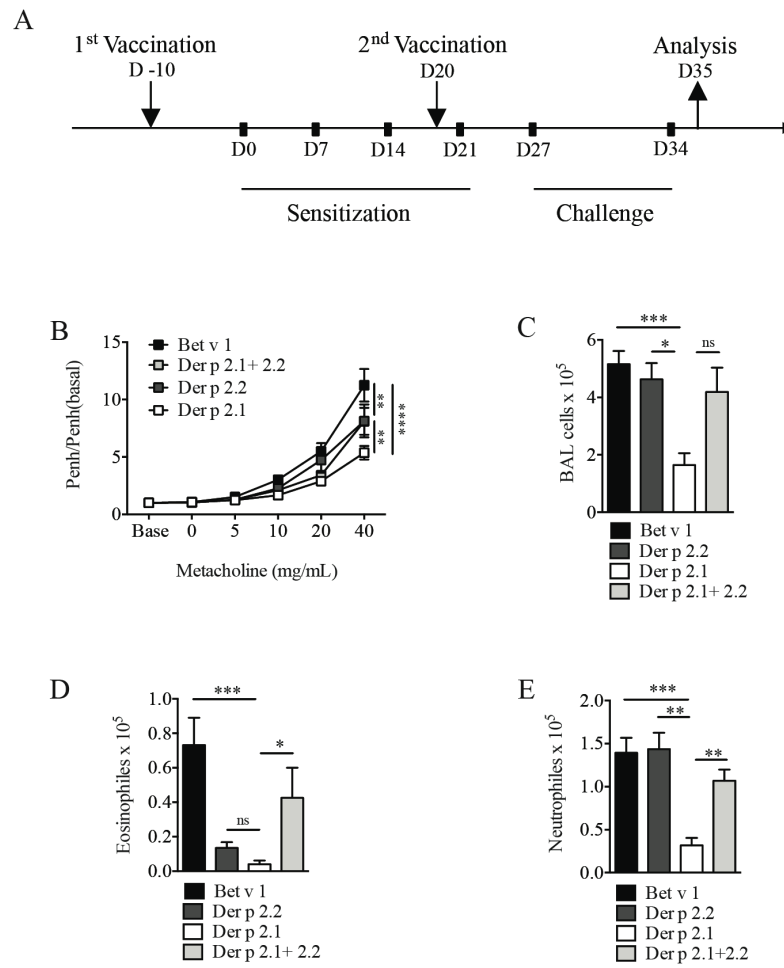 A
1st Vaccination
D -10
2nd Vaccination
D20
Analysis
D35
D0 D7 D14 D21 D27 D34
Sensitization Challenge
B
Penh/Penh(basal)
15
10
5
0
Bet v 1
Der p 2.1+ 2.2
Der p 2.2
Der p 2.1
**
**
****
Base 0 5 10 20 40
Metacholine (mg/mL)
C
BAL cells x 105
6
4
2
0
***
*
ns
Bet v 1
Der p 2.2
Der p 2.1
Der p 2.1+ 2.2
D
Eosinophiles x 105
1.0
0.8
0.6
0.4
0.2
0.0
***
*
ns
Bet v 1
Der p 2.2
Der p 2.1
Der p 2.1+ 2.2
E
Neutrophiles x 105
2.0
1.5
1.0
0.5
0.0
***
**
**
Bet v 1
Der p 2.2
Der p 2.1
Der p 2.1+2.2